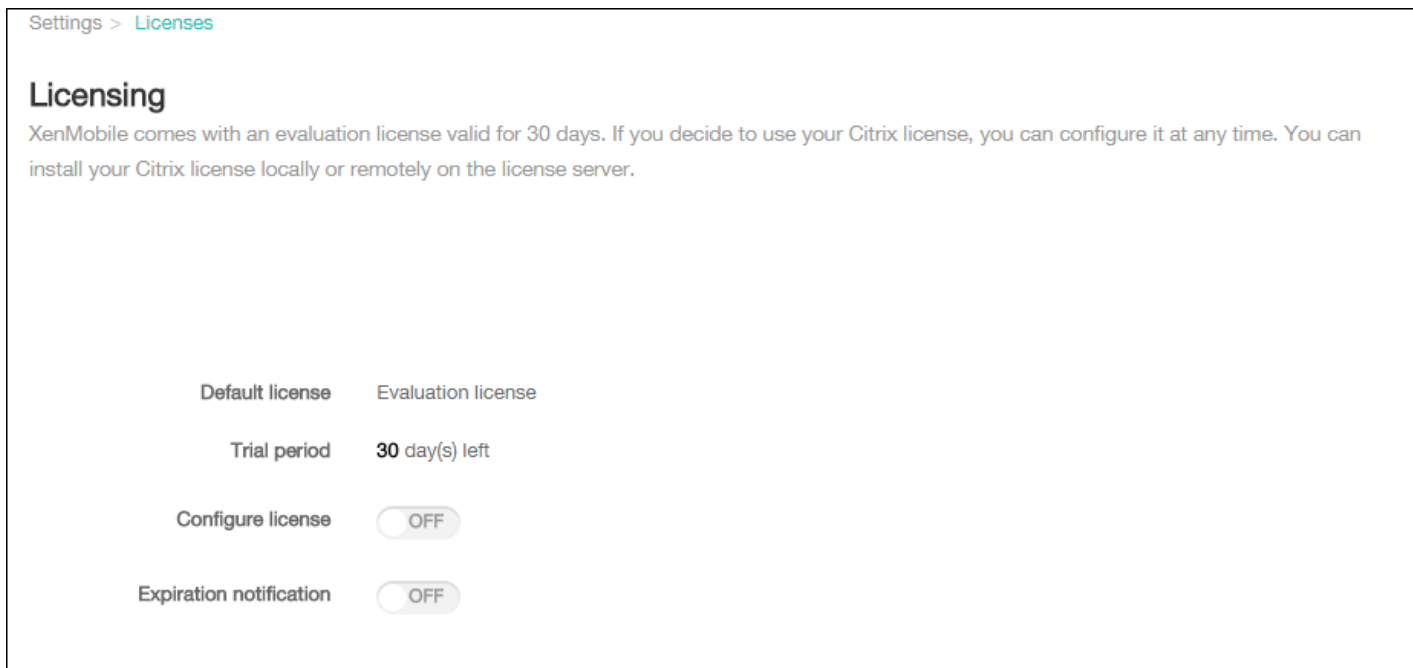 Settings > Licenses
Licensing
XenMobile comes with an evaluation license valid for 30 days. If you decide to use your Citrix license, you can configure it at any time. You can
install your Citrix license locally or remotely on the license server.
Default license Evaluation license
Trial period 30 day(s) left
Configure license OFF
Expiration notification OFF